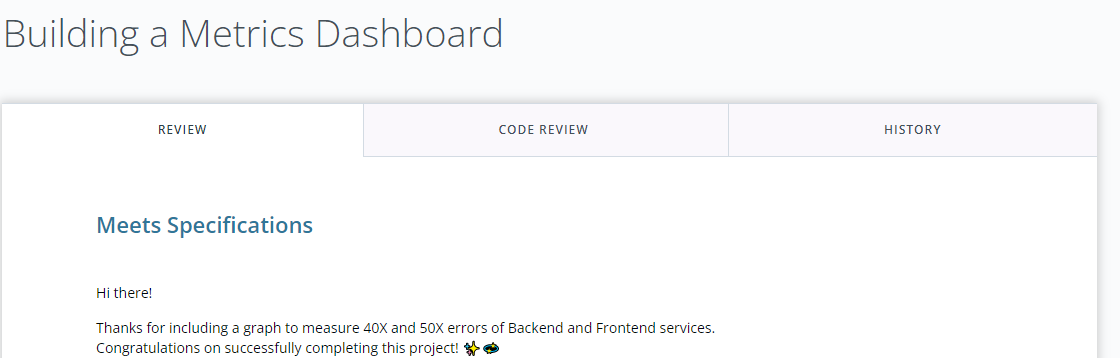 Building a Metrics Dashboard
REVIEW
CODE REVIEW
HISTORY
Meets Specifications
Hi there!
Thanks for including a graph to measure 40X and 50X errors of Backend and Frontend services.
Congratulations on successfully completing this project!